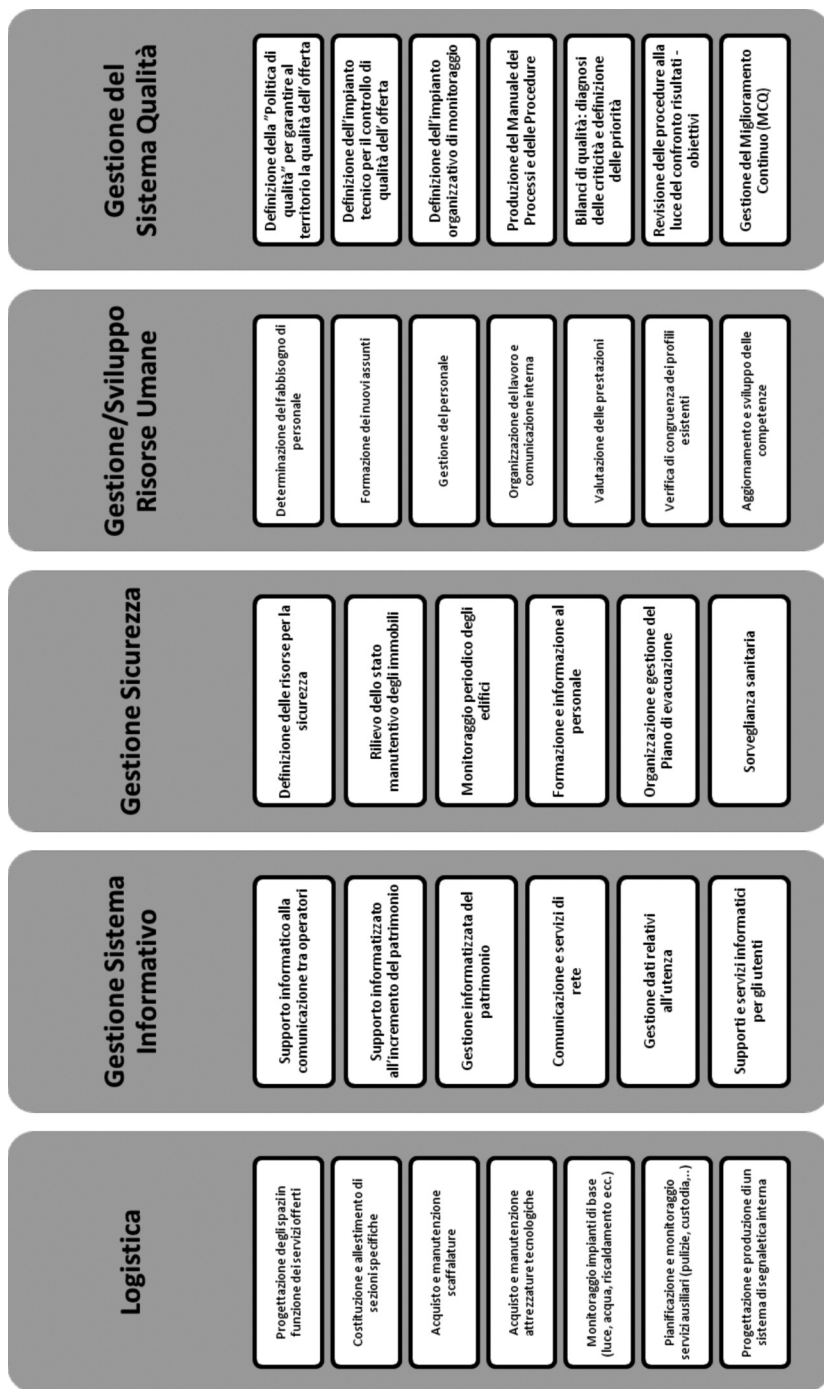 Logistica
Progettazione degli spazi in
funzione dei servizi offerti
Costituzione e allestimento di
sezioni specifiche
Acquisto e manutenzione
scaffalature
Acquisto e manutenzione
attrezzature tecnologiche
Monitoraggio impianti di base
(luce, acqua, riscaldamento ecc.)
Pianificazione e monitoraggio
servizi ausiliari (pulizie, custodia,..)
Progettazione e produzione di un
sistema di segnaletica interna
Gestione Sistema
Informativo
Supporto informatico alla
comunicazione tra operatori
Supporto informatizzato
all'incremento del patrimonio
Gestione informatizzata del
patrimonio
Comunicazione e servizi di
rete
Gestione dati relativi
all'utenza
Supporti e servizi informatici
per gli utenti
Gestione Sicurezza
Definizione delle risorse per la
sicurezza
Rilievo dello stato
manutentivo degli immobili
Monitoraggio periodico degli
edifici
Formazione e informazione al
personale
Organizzazione e gestione del
Piano di evacuazione
Sorveglianza sanitaria
Gestione/Sviluppo
Risorse Umane
Determinazione del fabbisogno di
personale
Formazione dei nuovi assunti
Gestione del personale
Organizzazione del lavoro e
comunicazione interna
Valutazione delle prestazioni
Verifica di congruenza dei profili
esistenti
Aggiornamento e sviluppo delle
competenze
Gestione del
Sistema Qualità
Definizione della "Politica di
qualità" per garantire al
territorio la qualità dell'offerta
Definizione dell'impianto
tecnico per il controllo di
qualità dell'offerta
Definizione dell'impianto
organizzativo di monitoraggio
Produzione del Manuale dei
Processi e delle Procedure
Bilanci di qualità: diagnosi
delle criticità e definizione
delle priorità
Revisione delle procedure alla
luce del confronto risultati -
obiettivi
Gestione del Miglioramento
Continuo (MCQ)